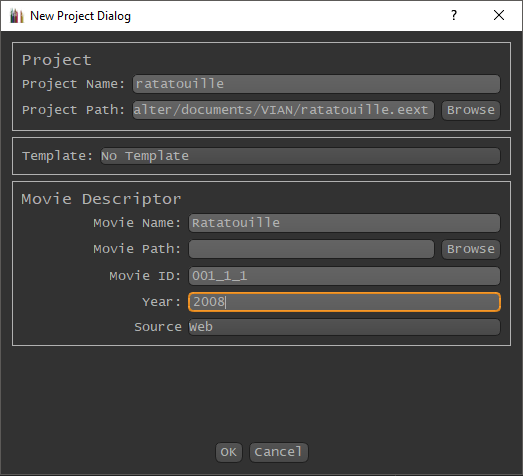 New Project Dialog ?
Project
Project Name: ratatouille
Project Path: alter/documents/VIAN/ratatouille.eext Browse
Template: No Template
Movie Descriptor
Movie Name: Ratatouille
Movie Path: Browse
Movie ID: 001_1_1
Year: 2008
Source Web
OK Cancel